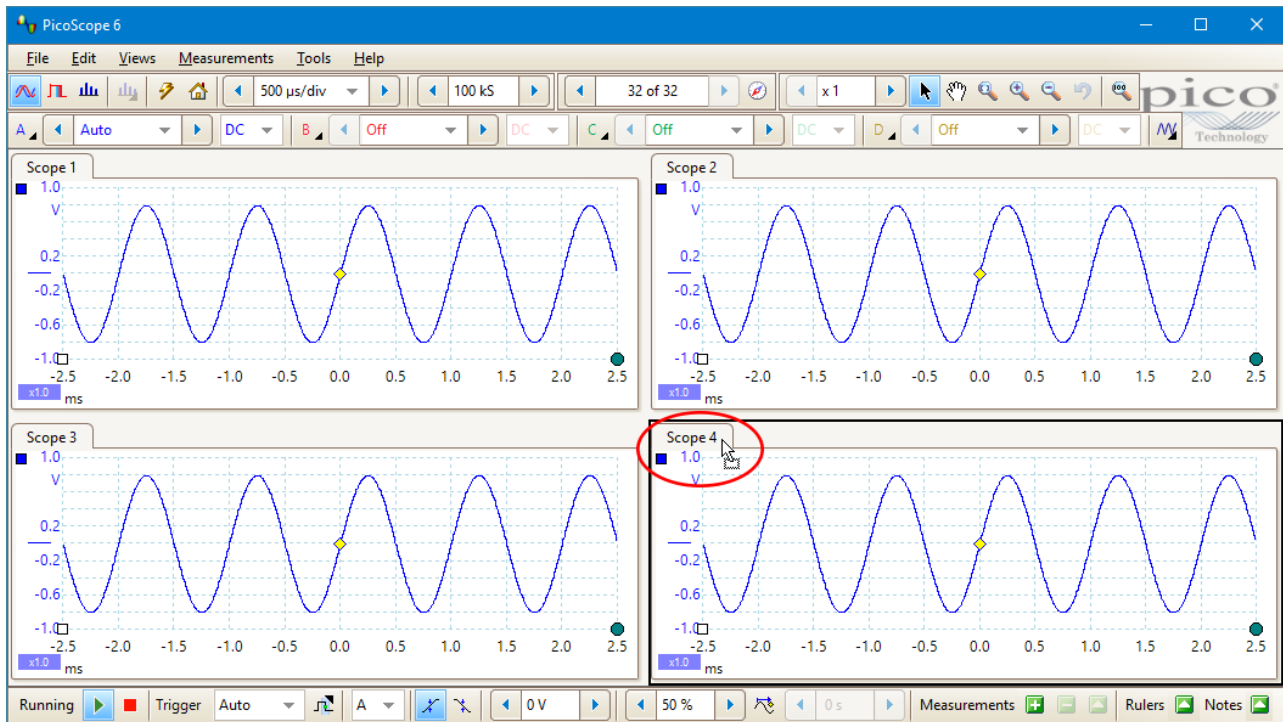 PicoScope 6
File Edit Views Measurements Tools Help
500 µs/div 100 kS 32 of 32 x 1
pico
Technology
A Auto DC B Off DC C Off DC D Off DC
Scope 1
1.0
V
0.2
-0.2
-0.6
-1.0
-2.5 -2.0 -1.5 -1.0 -0.5 0.0 0.5 1.0 1.5 2.0 2.5
x1.0 ms
Scope 2
1.0
V
0.2
-0.2
-0.6
-1.0
-2.5 -2.0 -1.5 -1.0 -0.5 0.0 0.5 1.0 1.5 2.0 2.5
x1.0 ms
Scope 3
1.0
V
0.2
-0.2
-0.6
-1.0
-2.5 -2.0 -1.5 -1.0 -0.5 0.0 0.5 1.0 1.5 2.0 2.5
x1.0 ms
Scope 4
1.0
V
0.2
-0.2
-0.6
-1.0
-2.5 -2.0 -1.5 -1.0 -0.5 0.0 0.5 1.0 1.5 2.0 2.5
x1.0 ms
Running Trigger Auto A 0 V 50 % 0 s Measurements Rulers Notes